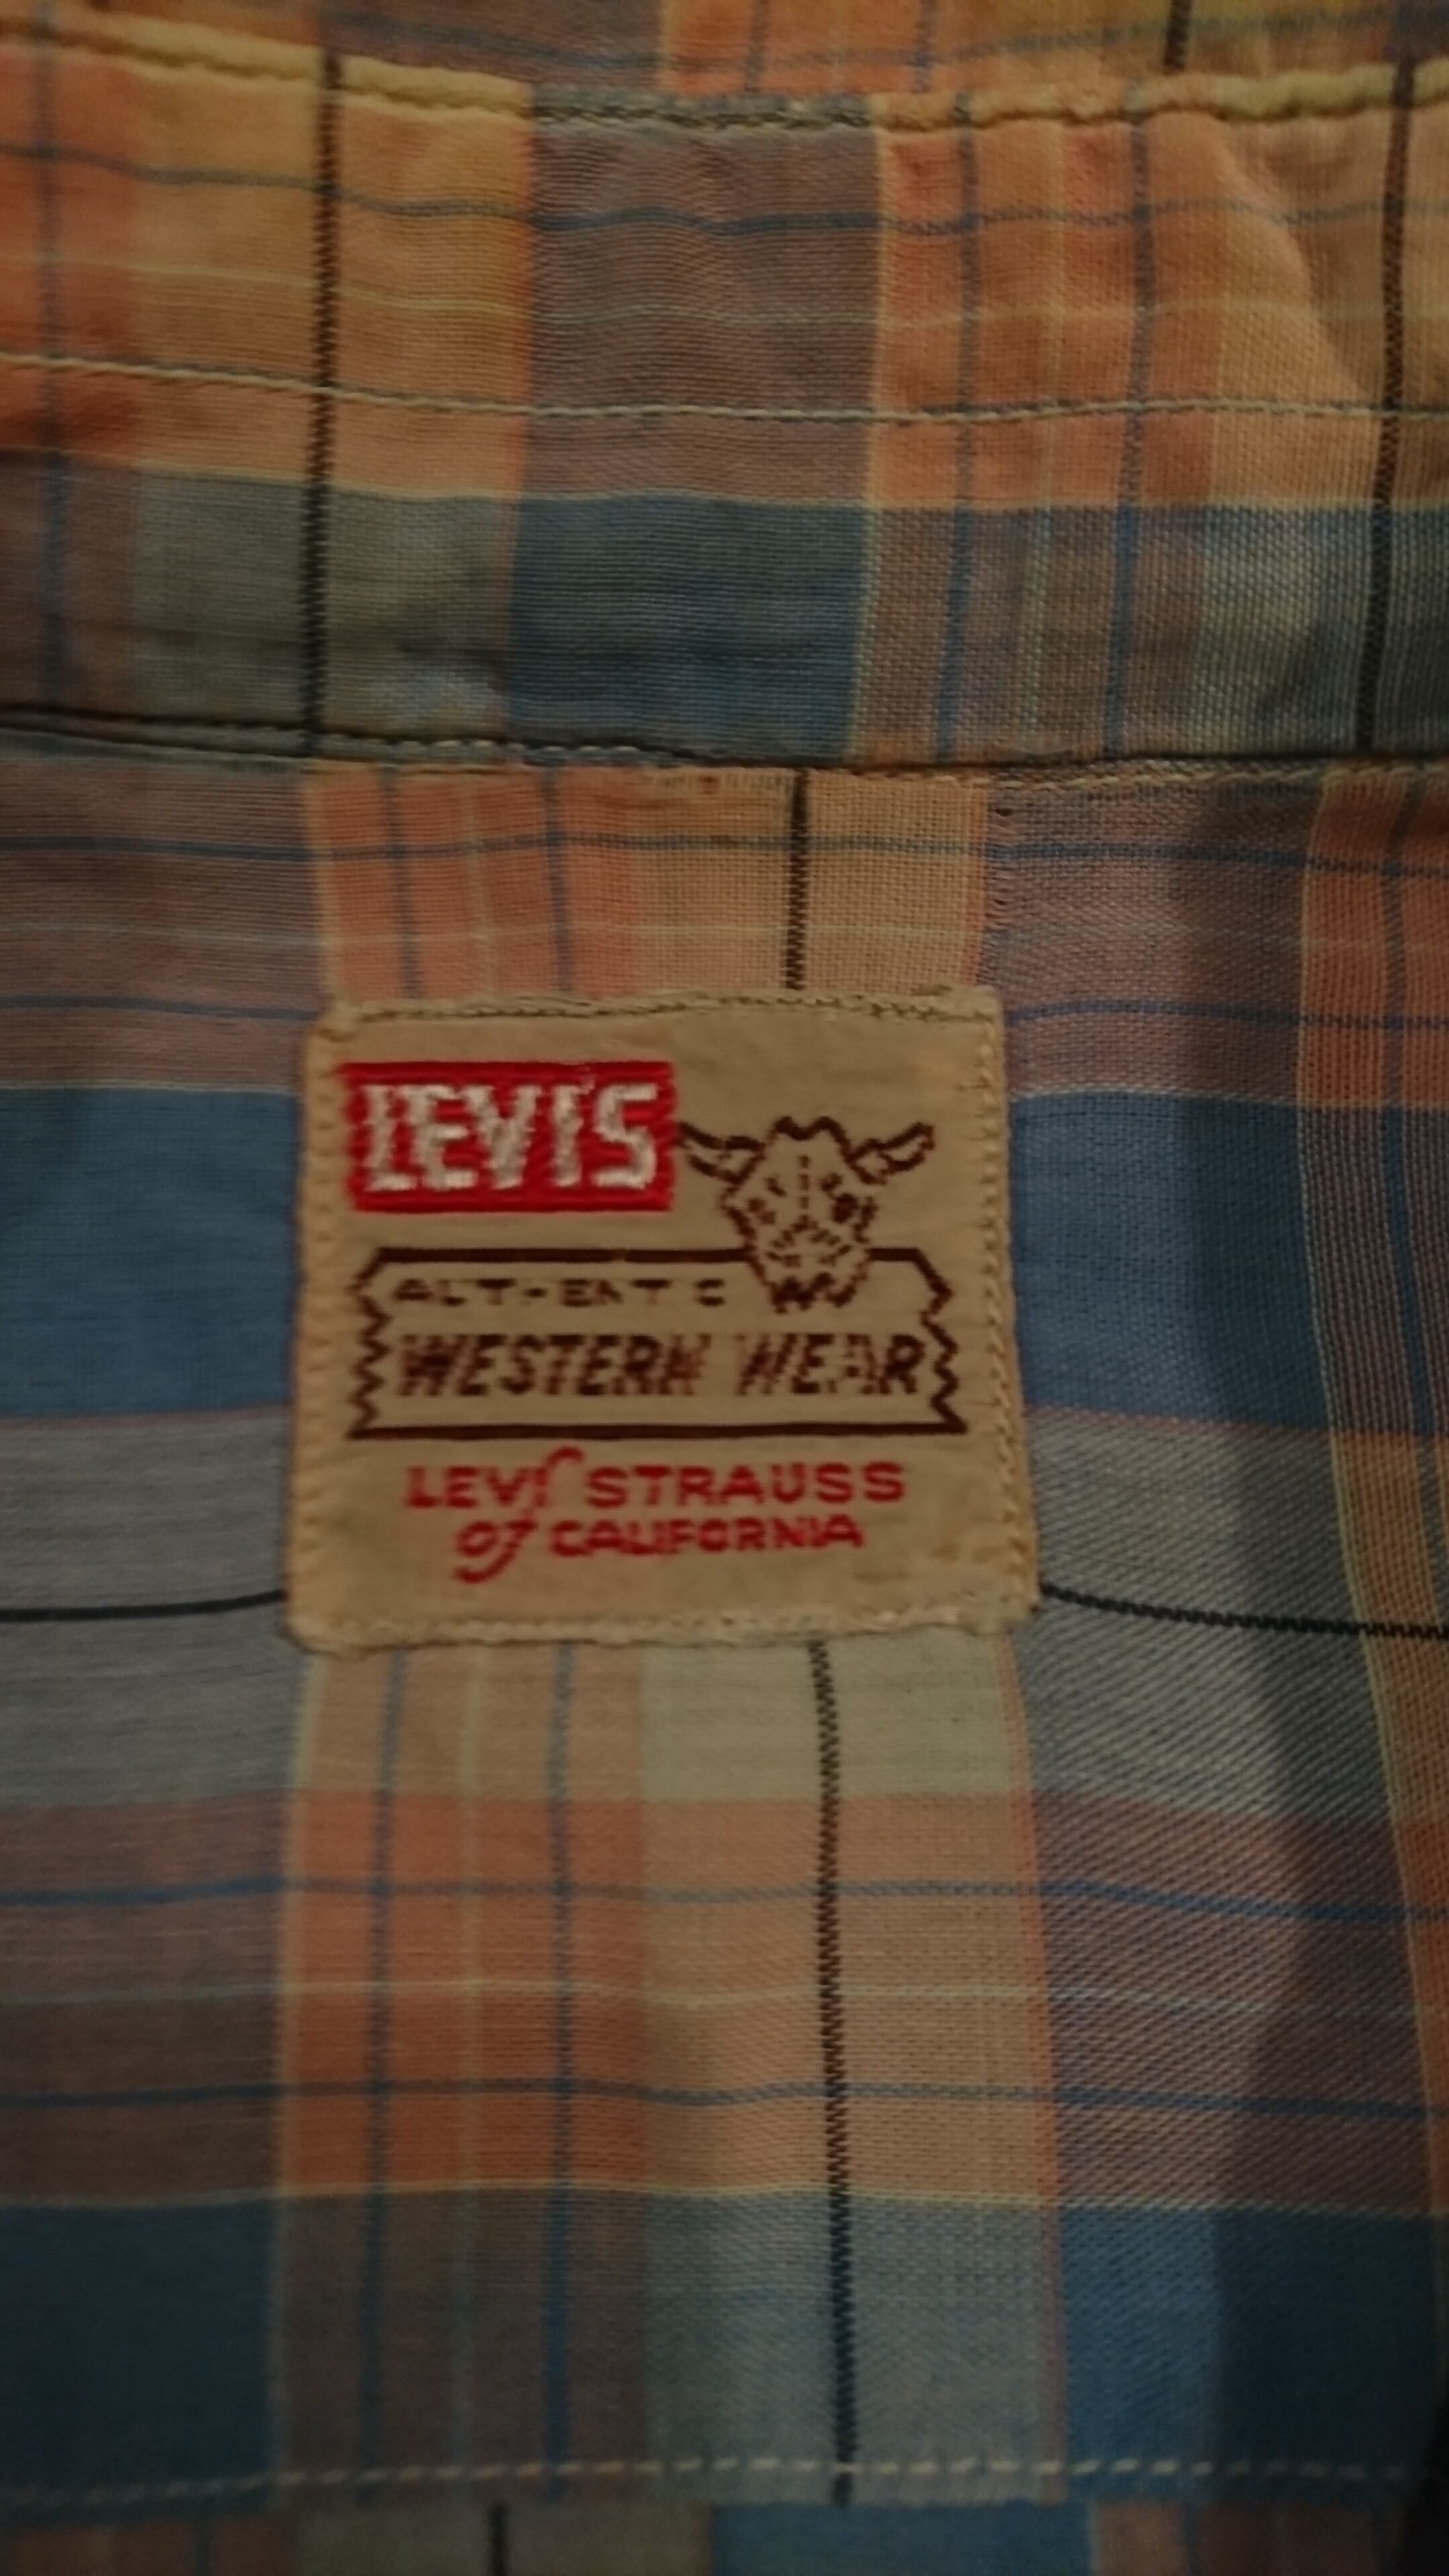 LEVI'S
AUTHENTIC
WESTERN WEAR
LEVI STRAUSS
of CALIFORNIA